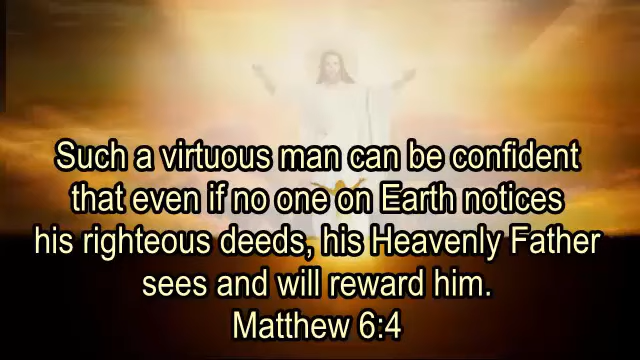 Such a virtuous man can be confident
that even if no one on Earth notices
his righteous deeds, his Heavenly Father
sees and will reward him.
Matthew 6:4